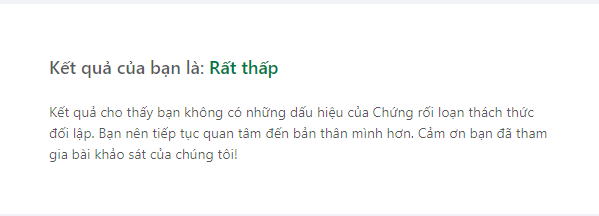 Kết quả của bạn là: Rất thấp
Kết quả cho thấy bạn không có những dấu hiệu của Chứng rối loạn thách thức
đối lập. Bạn nên tiếp tục quan tâm đến bản thân mình hơn. Cảm ơn bạn đã tham
gia bài khảo sát của chúng tôi!